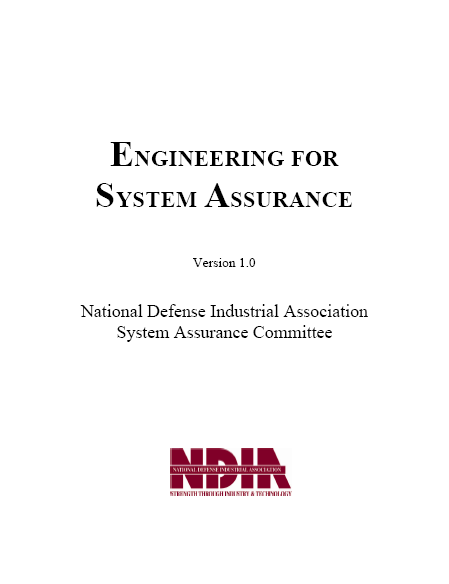 ENGINEERING FOR
SYSTEM ASSURANCE
Version 1.0
National Defense Industrial Association
System Assurance Committee
NDIA
NATIONAL DEFENSE INDUSTRIAL ASSOCIATION
STRENGTH THROUGH INDUSTRY & TECHNOLOGY